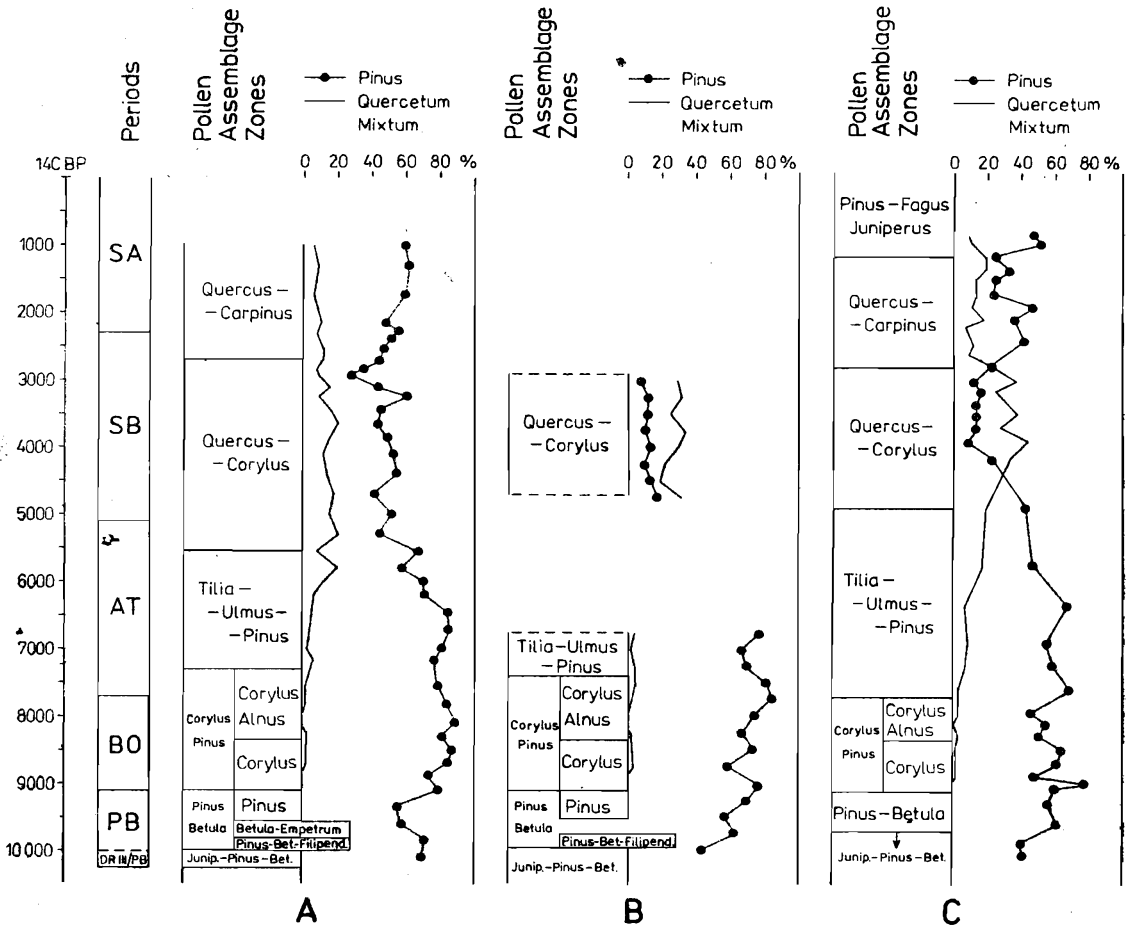 Periods
Pollen
Assemblage
Zones
Pinus
Quercetum
Mixtum
Pollen
Assemblage
Zones
Pinus
Quercetum
Mixtum
Pollen
Assemblage
Zones
Pinus
Quercetum
Mixtum
14C BP
0 20 40 60 80 %
0 20 40 60 80 %
0 20 40 60 80 %
1000
2000
3000
4000
5000
6000
7000
8000
9000
10000
SA
SB
AT
BO
PB
DR III/PB
Quercus –
– Carpinus
Quercus –
– Corylus
Tilia –
– Ulmus –
– Pinus
Corylus
Pinus
Corylus
Alnus
Corylus
Pinus
Betula
Pinus
Betula-Empetrum
Pinus-Bet-Filipend.
Junip.-Pinus-Bet.
A
Quercus –
– Corylus
Tilia-Ulmus
– Pinus
Corylus
Pinus
Corylus
Alnus
Corylus
Pinus
Betula
Pinus
Pinus-Bet-Filipend.
Junip.-Pinus-Bet.
B
Pinus – Fagus
Juniperus
Quercus –
– Carpinus
Quercus –
– Corylus
Tilia –
– Ulmus –
– Pinus
Corylus
Pinus
Corylus
Alnus
Corylus
Pinus – Betula
Junip.-Pinus-Bet.
C